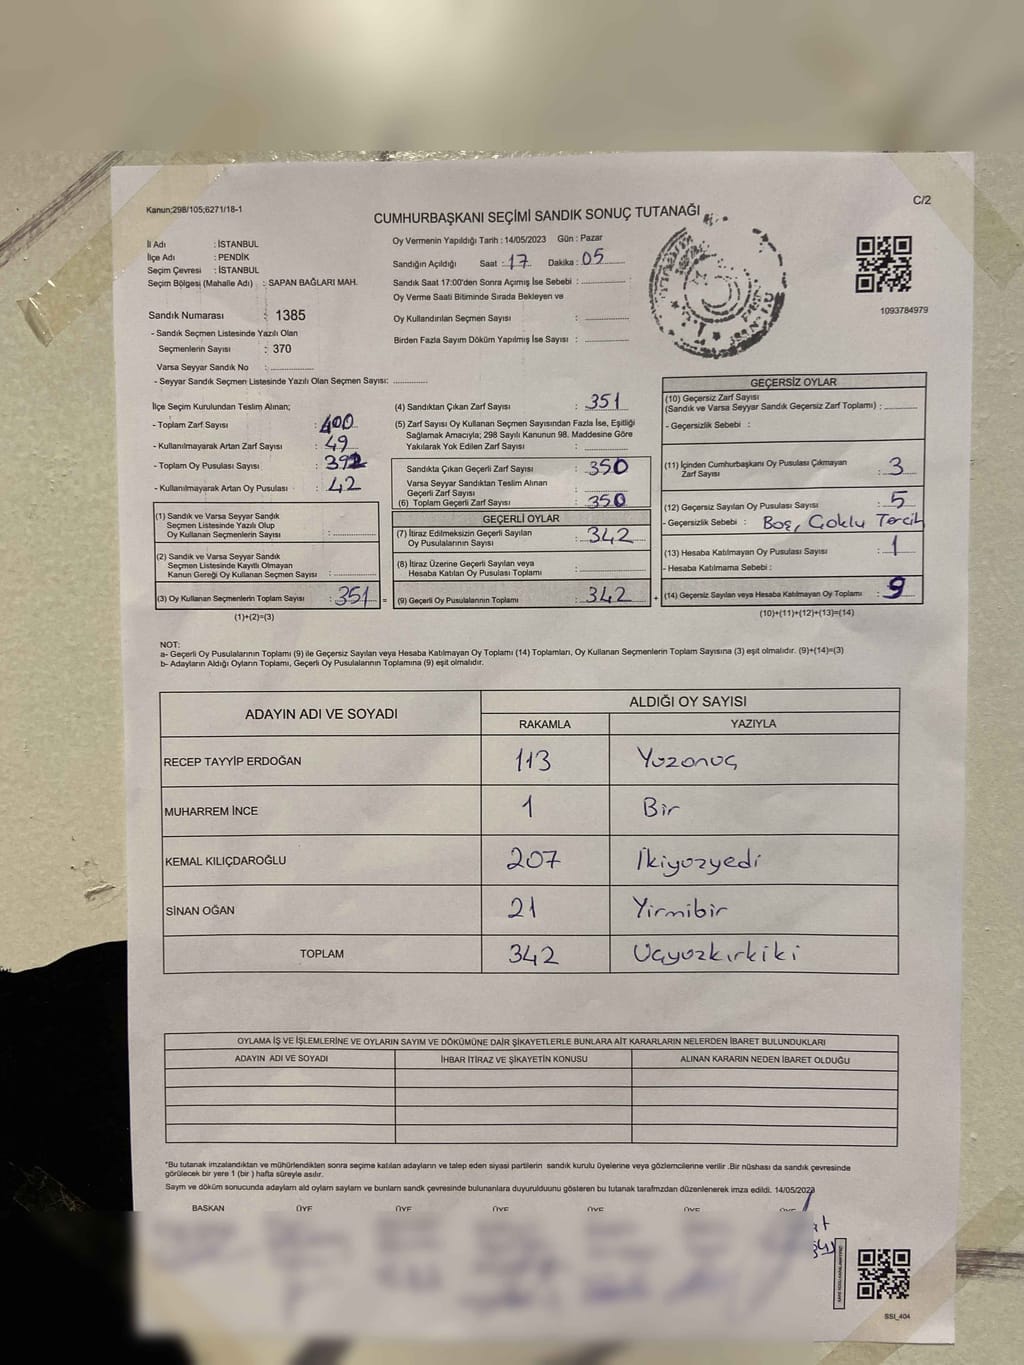 Kanun;298/105;6271/18-1
C/2
CUMHURBAŞKANI SEÇİMİ SANDIK SONUÇ TUTANAĞI
İl Adı : İSTANBUL
İlçe Adı : PENDİK
Seçim Çevresi : İSTANBUL
Seçim Bölgesi (Mahalle Adı) : SAPAN BAĞLARI MAH.
Sandık Numarası : 1385
- Sandık Seçmen Listesinde Yazılı Olan
Seçmenlerin Sayısı : 370
Varsa Seyyar Sandık No :
- Seyyar Sandık Seçmen Listesinde Yazılı Olan Seçmen Sayısı:
Oy Vermenin Yapıldığı Tarih : 14/05/2023 Gün : Pazar
Sandığın Açıldığı Saat : 17 Dakika : 05
Sandık Saat 17:00'den Sonra Açımış İse Sebebi :
Oy Verme Saati Bitiminde Sırada Bekleyen ve
Oy Kullandırılan Seçmen Sayısı :
Birden Fazla Sayım Döküm Yapılmış İse Sayısı :
1093784979
İlçe Seçim Kurulundan Teslim Alınan;
- Toplam Zarf Sayısı : 400
- Kullanılmayarak Artan Zarf Sayısı : 49
- Toplam Oy Pusulası Sayısı : 392
- Kullanılmayarak Artan Oy Pusulası : 42
(1) Sandık ve Varsa Seyyar Sandık
Seçmen Listesinde Yazılı Olup
Oy Kullanan Seçmenlerin Sayısı :
(2) Sandık ve Varsa Seyyar Sandık
Seçmen Listesinde Kayıtlı Olmayan
Kanun Gereği Oy Kullanan Seçmen Sayısı :
(3) Oy Kullanan Seçmenlerin Toplam Sayısı : 351 =
(1)+(2)=(3)
(4) Sandıktan Çıkan Zarf Sayısı : 351
(5) Zarf Sayısı Oy Kullanan Seçmen Sayısından Fazla İse, Eşitliği
Sağlamak Amacıyla; 298 Sayılı Kanunun 98. Maddesine Göre
Yakılarak Yok Edilen Zarf Sayısı :
Sandıkta Çıkan Geçerli Zarf Sayısı : 350
Varsa Seyyar Sandıktan Teslim Alınan
Geçerli Zarf Sayısı :
(6) Toplam Geçerli Zarf Sayısı : 350
GEÇERLİ OYLAR
(7) İtiraz Edilmeksizin Geçerli Sayılan
Oy Pusulalarının Sayısı : 342
(8) İtiraz Üzerine Geçerli Sayılan veya
Hesaba Katılan Oy Pusulası Toplamı :
(9) Geçerli Oy Pusulalarının Toplamı : 342 +
GEÇERSİZ OYLAR
(10) Geçersiz Zarf Sayısı
(Sandık ve Varsa Seyyar Sandık Geçersiz Zarf Toplamı) :
- Geçersizlik Sebebi :
(11) İçinden Cumhurbaşkanı Oy Pusulası Çıkmayan
Zarf Sayısı : 3
(12) Geçersiz Sayılan Oy Pusulası Sayısı : 5
- Geçersizlik Sebebi : Boş, Çoklu Tercih
(13) Hesaba Katılmayan Oy Pusulası Sayısı : 1
- Hesaba Katılmama Sebebi :
(14) Geçersiz Sayılan veya Hesaba Katılmayan Oy Toplamı : 9
(10)+(11)+(12)+(13)=(14)
NOT:
a- Geçerli Oy Pusulalarının Toplamı (9) ile Geçersiz Sayılan veya Hesaba Katılmayan Oy Toplamı (14) Toplamları, Oy Kullanan Seçmenlerin Toplam Sayısına (3) eşit olmalıdır. (9)+(14)=(3)
b- Adayların Aldığı Oyların Toplamı, Geçerli Oy Pusulalarının Toplamına (9) eşit olmalıdır.
ADAYIN ADI VE SOYADI ALDIĞI OY SAYISI
RAKAMLA YAZIYLA
RECEP TAYYİP ERDOĞAN 113 Yüzonüç
MUHARREM İNCE 1 Bir
KEMAL KILIÇDAROĞLU 207 İkiyüzyedi
SİNAN OĞAN 21 Yirmibir
TOPLAM 342 Üçyüzkırkiki
OYLAMA İŞ VE İŞLEMLERİNE VE OYLARIN SAYIM VE DÖKÜMÜNE DAİR ŞİKAYETLERLE BUNLARA AİT KARARLARIN NELERDEN İBARET BULUNDUKLARI
ADAYIN ADI VE SOYADI İHBAR İTİRAZ VE ŞİKAYETİN KONUSU ALINAN KARARIN NEDEN İBARET OLDUĞU
*Bu tutanak imzalandıktan ve mühürlendikten sonra seçime katılan adayların ve talep eden siyasi partilerin sandık kurulu üyelerine veya gözlemcilerine verilir .Bir nüshası da sandık çevresinde
görülecek bir yere 1 (bir ) hafta süreyle asılır.
Sayım ve döküm sonucunda adayların ald oyların sayların ve bunların sandk çevresinde bulunanlara duyurulduunu gösteren bu tutanak tarafmzdan düzenlenerek imza edildi. 14/05/2023
BAŞKAN ÜYE ÜYE ÜYE ÜYE ÜYE ÜYE
SSI_404